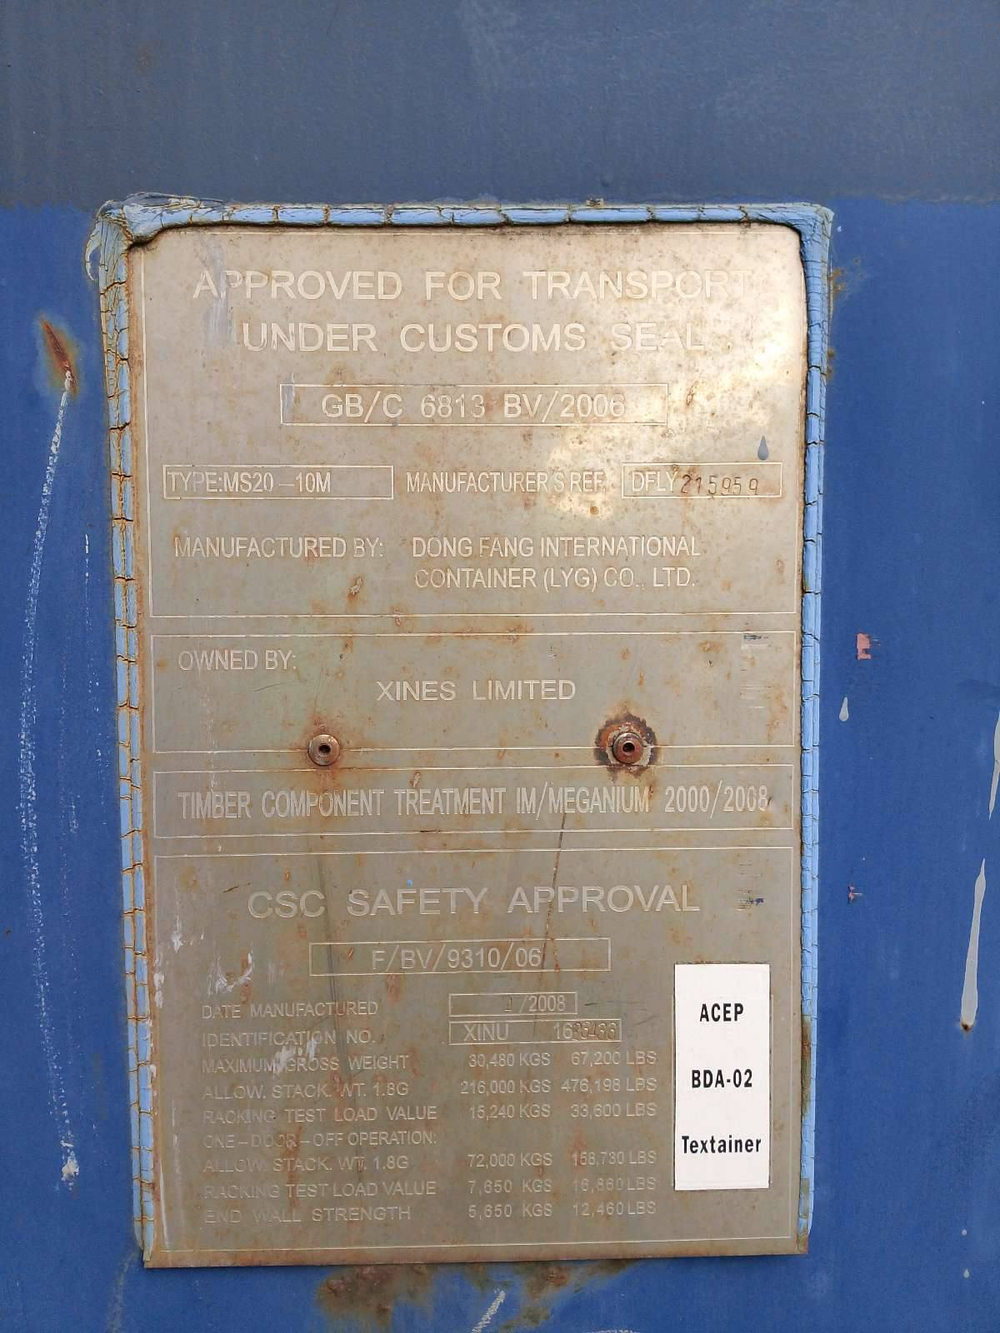 APPROVED FOR TRANSPORT
UNDER CUSTOMS SEAL
GB/C 6813 BV/2006
TYPE:MS20-10M MANUFACTURER'S REF. DFLY 215959
MANUFACTURED BY: DONG FANG INTERNATIONAL
CONTAINER (LYG) CO., LTD.
OWNED BY:
XINES LIMITED
TIMBER COMPONENT TREATMENT IM/MEGANIUM 2000/2008
CSC SAFETY APPROVAL
F/BV/9310/06
DATE MANUFACTURED /2008
IDENTIFICATION NO. XINU
MAXIMUM GROSS WEIGHT 30,480 KGS 67,200 LBS
ALLOW. STACK. WT. 1.8G 216,000 KGS 476,198 LBS
RACKING TEST LOAD VALUE 15,240 KGS 33,600 LBS
ONE-DOOR-OFF OPERATION:
ALLOW. STACK. WT. 1.8G 72,000 KGS 158,730 LBS
RACKING TEST LOAD VALUE 7,650 KGS 16,860 LBS
END WALL STRENGTH 5,650 KGS 12,460 LBS
ACEP
BDA-02
Textainer